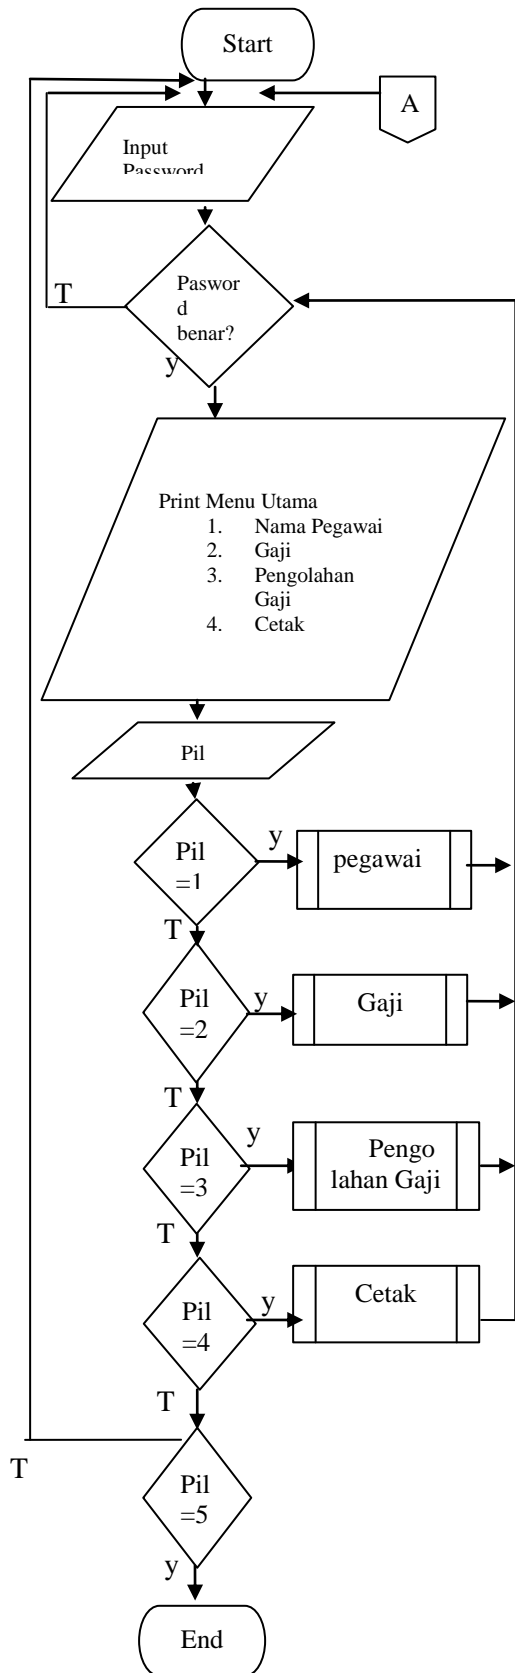 Start
A
Input
Password
T
Paswor
d
benar?
y
Print Menu Utama
1. Nama Pegawai
2. Gaji
3. Pengolahan
Gaji
4. Cetak
Pil
Pil
=1
y
pegawai
T
Pil
=2
y
Gaji
T
Pil
=3
y
Pengo
lahan Gaji
T
Pil
=4
y
Cetak
T
T
Pil
=5
y
End